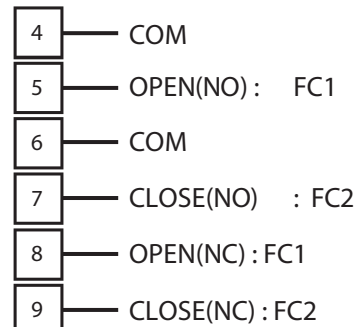 4 COM
5 OPEN(NO) : FC1
6 COM
7 CLOSE(NO) : FC2
8 OPEN(NC) : FC1
9 CLOSE(NC) : FC2